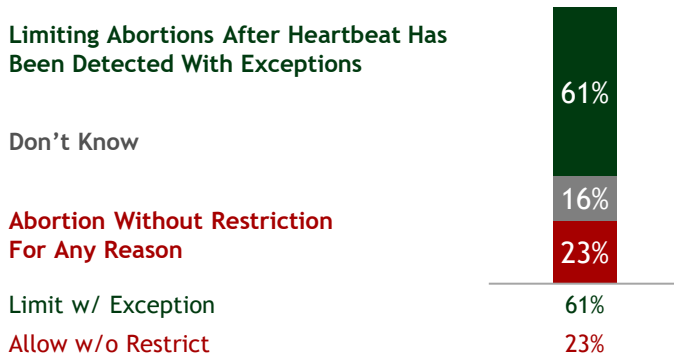 Limiting Abortions After Heartbeat Has
Been Detected With Exceptions
61%
Don’t Know
16%
Abortion Without Restriction
For Any Reason
23%
Limit w/ Exception 61%
Allow w/o Restrict 23%